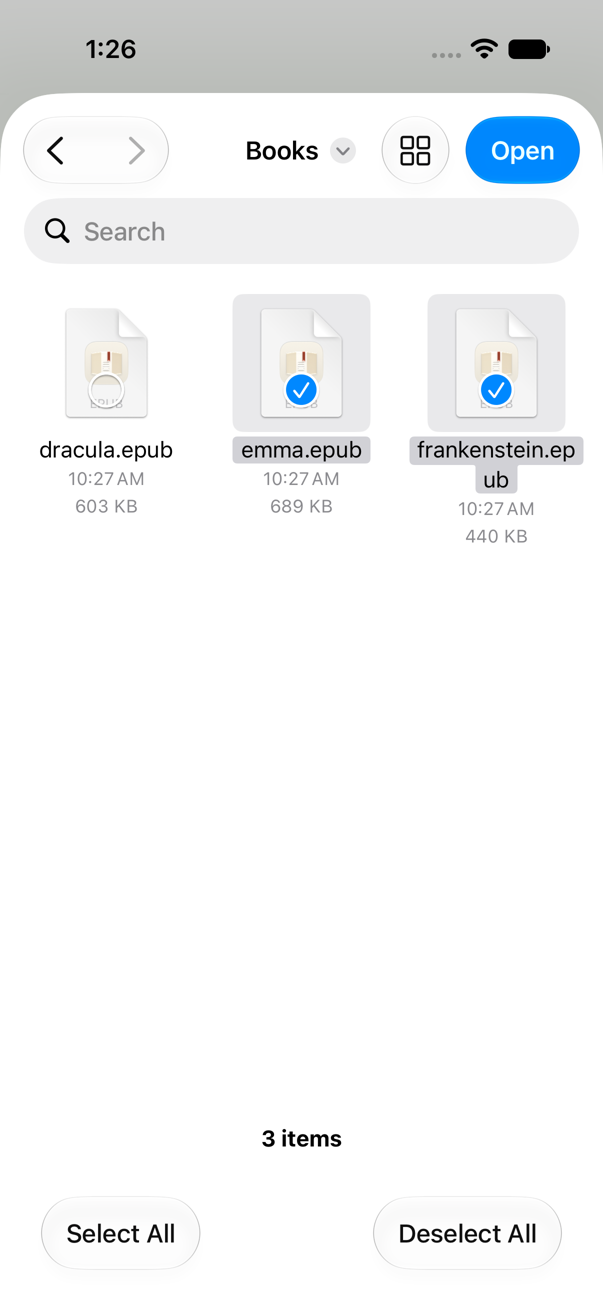 1:26
Books
Open
Search
EPUB
dracula.epub
10:27 AM
603 KB
emma.epub
10:27 AM
689 KB
frankenstein.ep
ub
10:27 AM
440 KB
3 items
Select All
Deselect All